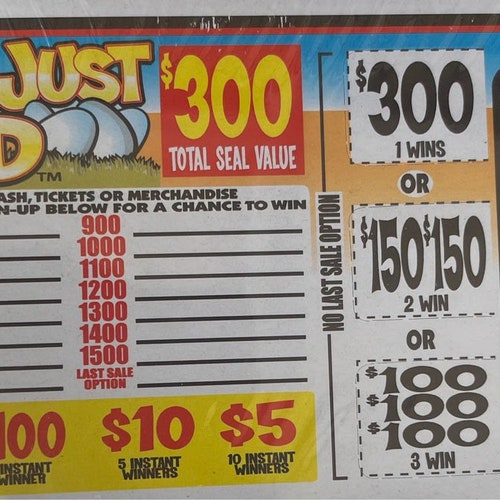 JUST
D
TM
$300
TOTAL SEAL VALUE
ASH, TICKETS OR MERCHANDISE
N-UP BELOW FOR A CHANCE TO WIN
900
1000
1100
1200
1300
1400
1500
LAST SALE
OPTION
100
INSTANT
WINNER
$10
5 INSTANT
WINNERS
$5
10 INSTANT
WINNERS
NO LAST SALE OPTION
$300
1 WINS
OR
$150 $150
2 WIN
OR
$100
$100
$100
3 WIN